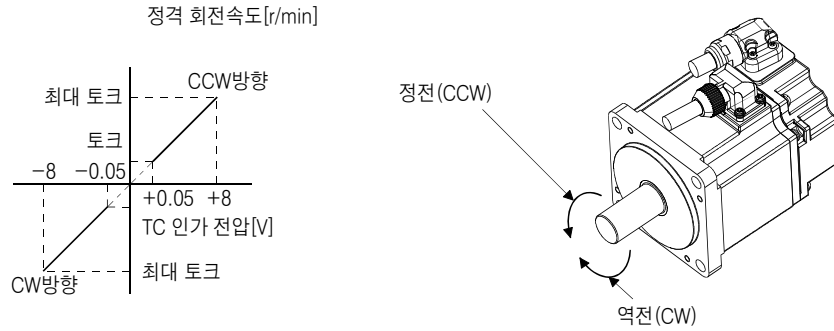 정격 회전속도[r/min]
CCW방향
최대 토크
토크
−8 −0.05
+0.05 +8
TC 인가 전압[V]
CW방향
최대 토크
정전(CCW)
역전(CW)